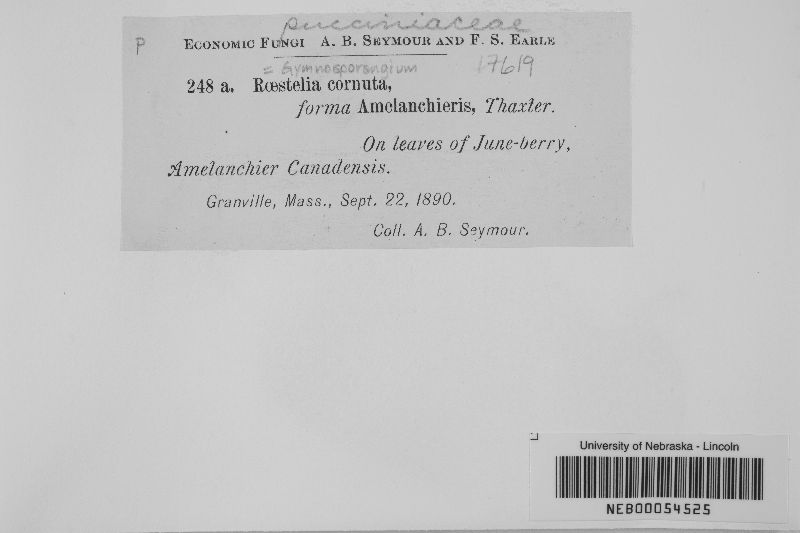 pucciniaceae
P
ECONOMIC FUNGI A. B. SEYMOUR AND F. S. EARLE
= Gymnosporangium 17619
248 a. Rœstelia cornuta,
forma Amelanchieris, Thaxter.
On leaves of June-berry,
Amelanchier Canadensis.
Granville, Mass., Sept. 22, 1890.
Coll. A. B. Seymour.
University of Nebraska - Lincoln
NEB00054525